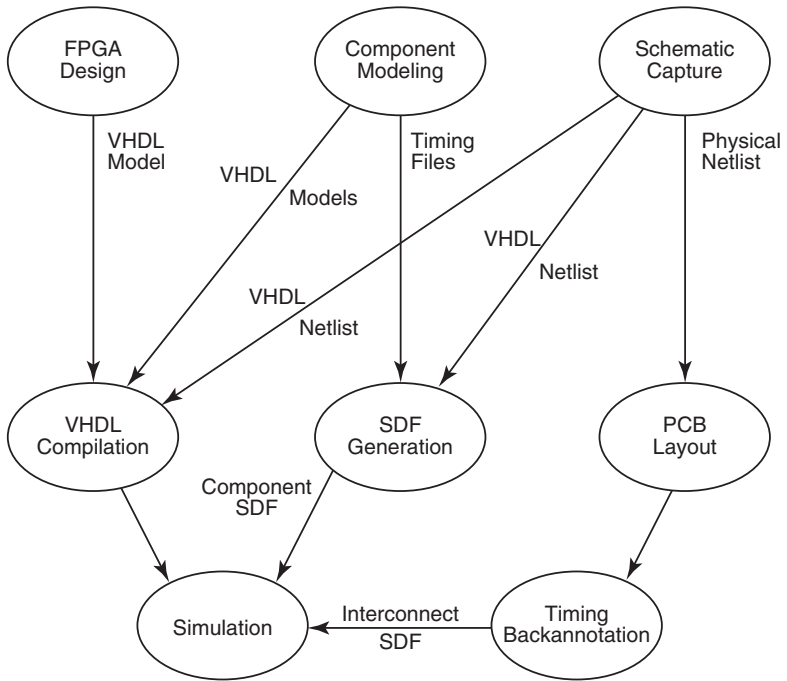 FPGA
Design
Component
Modeling
Schematic
Capture
VHDL
Model
VHDL
Models
Timing
Files
VHDL
Netlist
VHDL
Netlist
Physical
Netlist
VHDL
Compilation
SDF
Generation
PCB
Layout
Component
SDF
Simulation
Interconnect
SDF
Timing
Backannotation